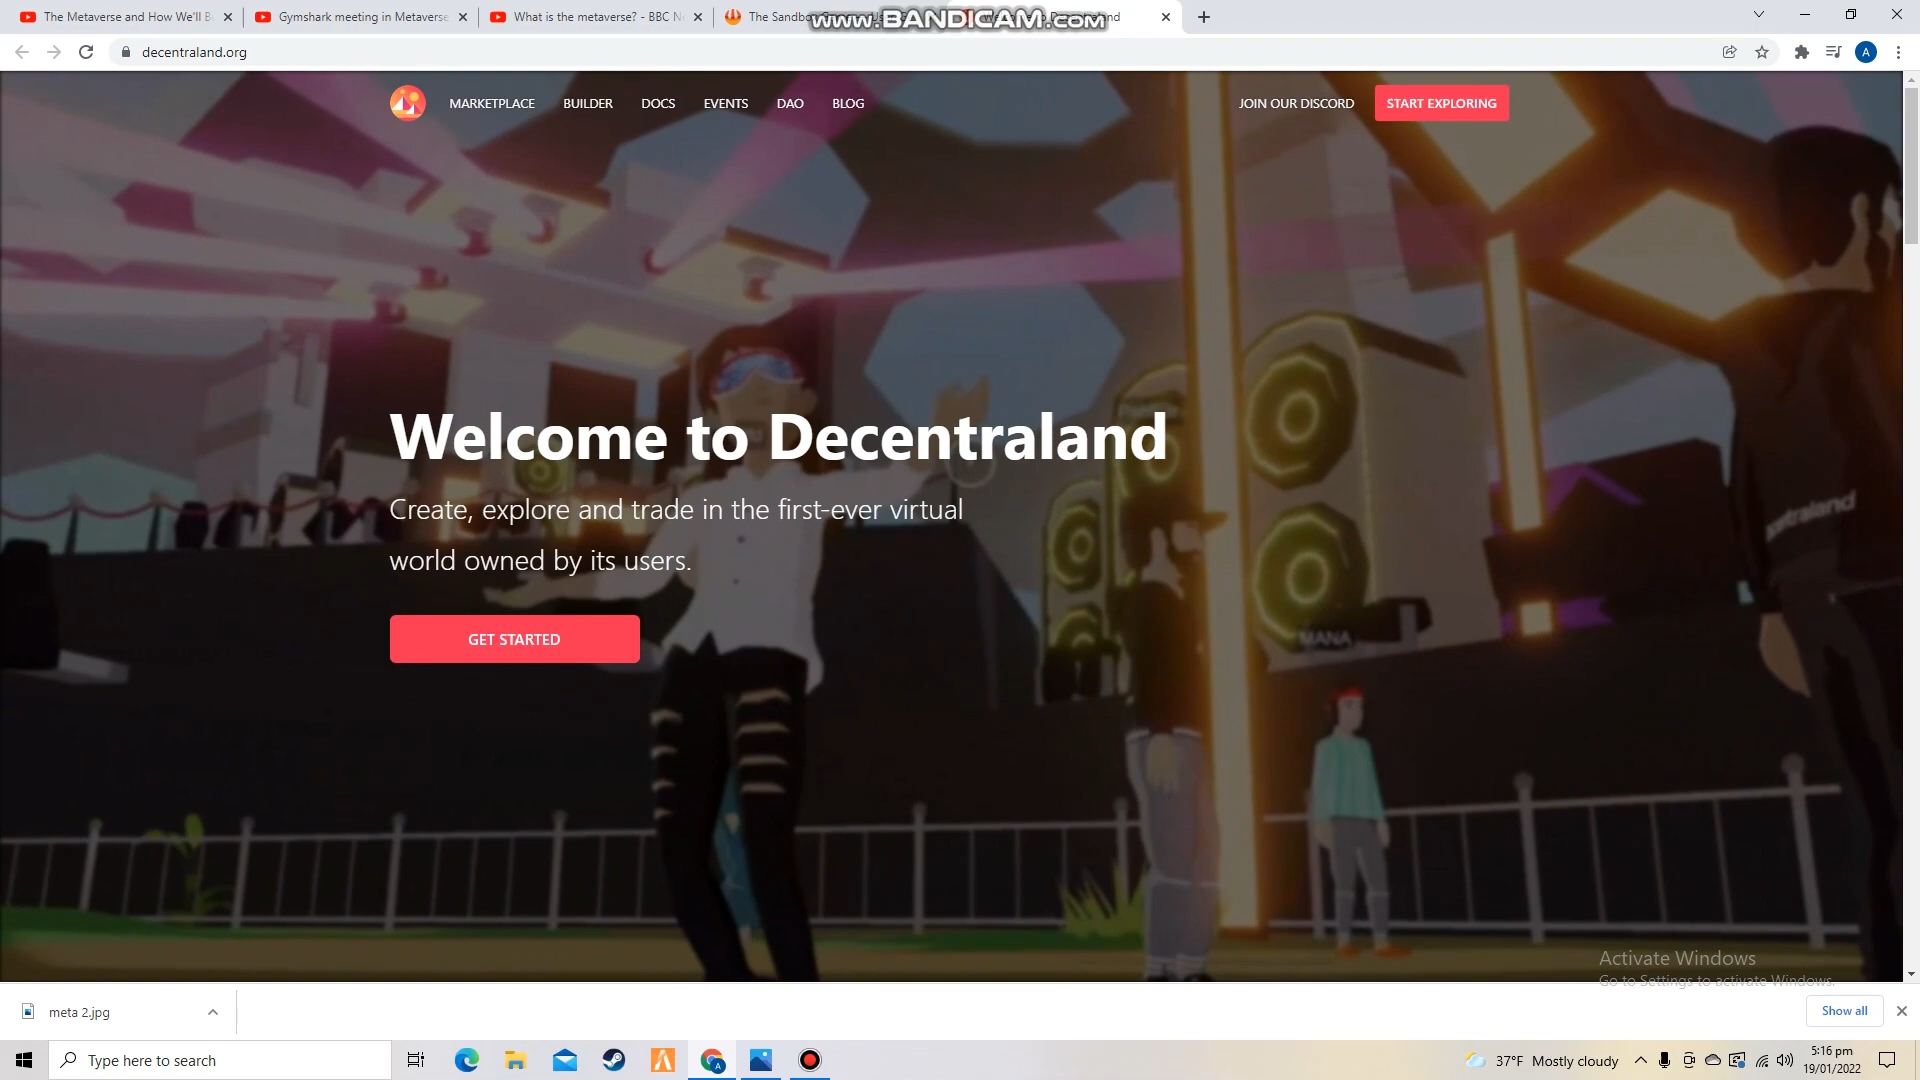 The Metaverse and How We'll B
Gymshark meeting in Metaverse
What is the metaverse? - BBC N
The Sandbo
www.BANDICAM.com
decentraland.org
A
MARKETPLACE
BUILDER
DOCS
EVENTS
DAO
BLOG
JOIN OUR DISCORD
START EXPLORING
Welcome to Decentraland
Create, explore and trade in the first-ever virtual
world owned by its users.
GET STARTED
MANA
Activate Windows
Go to Settings to activate Windows.
meta 2.jpg
Show all
Type here to search
A
37°F Mostly cloudy
5:16 pm
19/01/2022